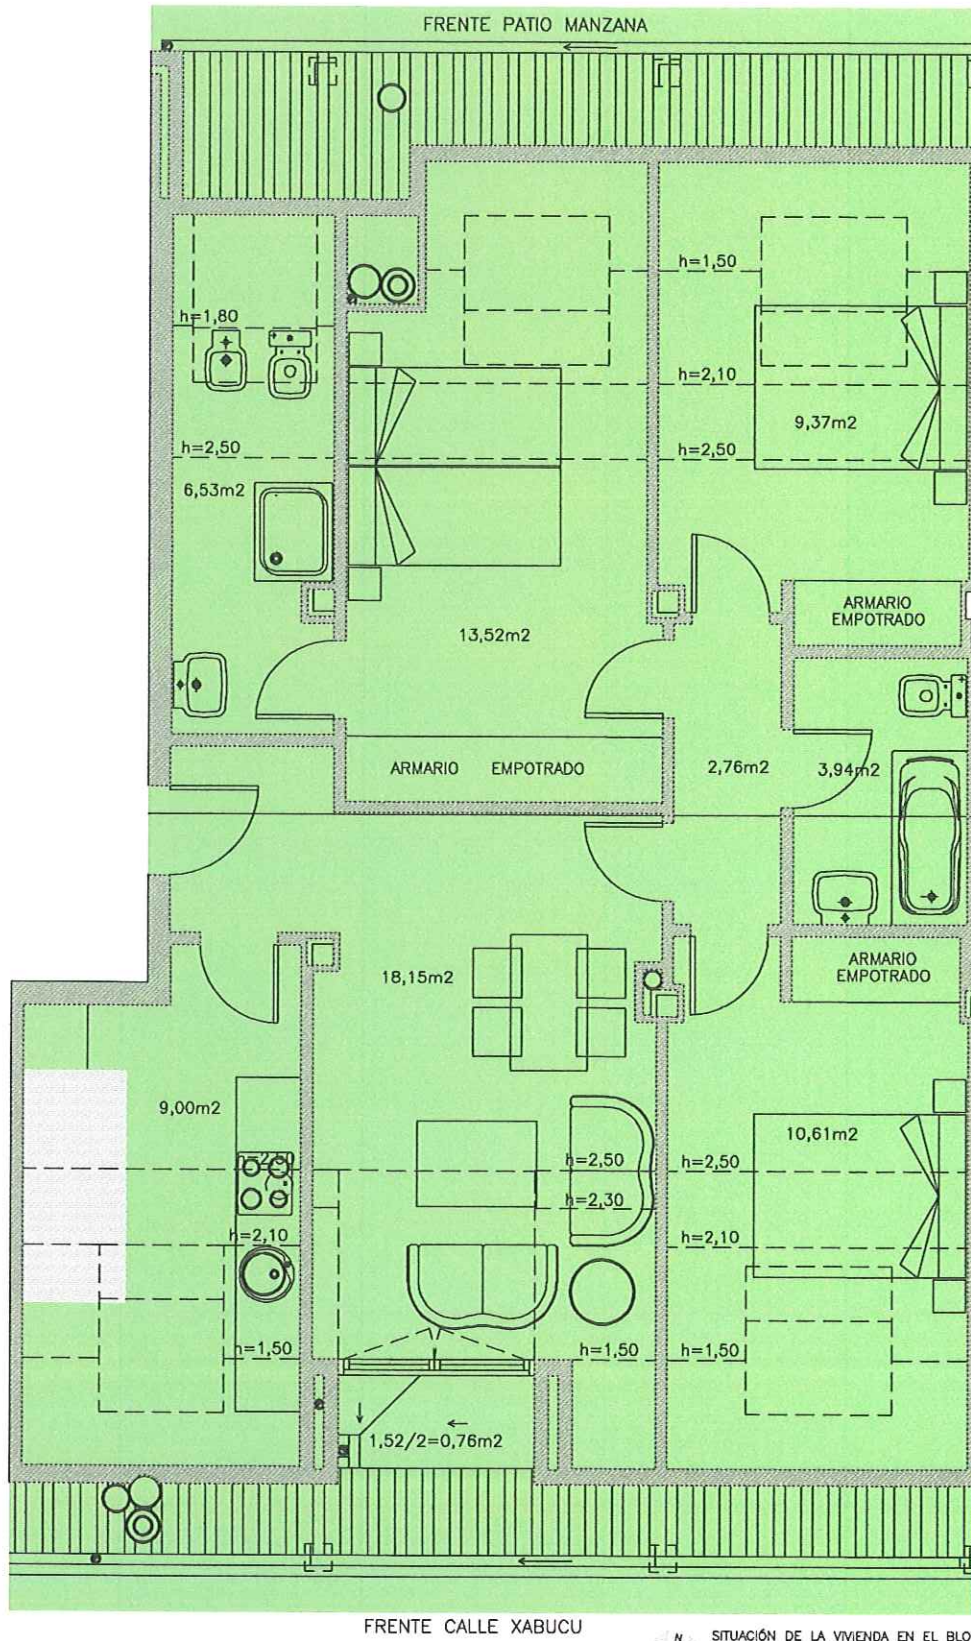 FRENTE PATIO MANZANA
h=1,50
h=1,80
h=2,10
9,37m2
h=2,50
h=2,50
6,53m2
ARMARIO
EMPOTRADO
13,52m2
ARMARIO EMPOTRADO
2,76m2
3,94m2
18,15m2
ARMARIO
EMPOTRADO
9,00m2
10,61m2
h=2,50
h=2,50
h=2,50
h=2,30
h=2,10
h=2,10
h=1,50
h=1,50
h=1,50
1,52/2=0,76m2
FRENTE CALLE XABUCU
N
SITUACIÓN DE LA VIVIENDA EN EL BLO